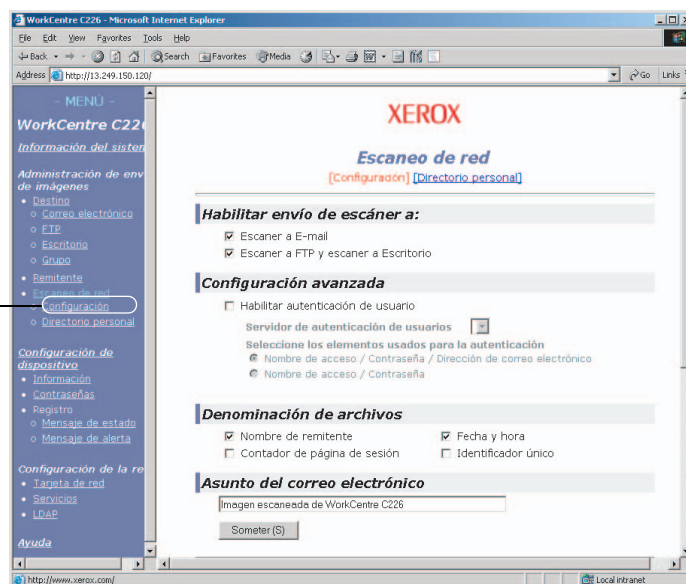 WorkCentre C226 - Microsoft Internet Explorer
File Edit View Favorites Tools Help
Back Search Favorites Media
Address http://13.249.150.120/ Go Links
- MENÚ -
WorkCentre C22
Información del sisten
Administración de env
de imágenes
Destino
Correo electrónico
FTP
Escritorio
Grupo
Remitente
Escaneo de red
Configuración
Directorio personal
Configuración de
dispositivo
Información
Contraseñas
Registro
Mensaje de estado
Mensaje de alerta
Configuración de la re
Tarjeta de red
Servicios
LDAP
Ayuda
XEROX
Escaneo de red
[Configuración] [Directorio personal]
Habilitar envío de escáner a:
Escaner a E-mail
Escaner a FTP y escaner a Escritorio
Configuración avanzada
Habilitar autenticación de usuario
Servidor de autenticación de usuarios
Seleccione los elementos usados para la autenticación
Nombre de acceso / Contraseña / Dirección de correo electrónico
Nombre de acceso / Contraseña
Denominación de archivos
Nombre de remitente Fecha y hora
Contador de página de sesión Identificador único
Asunto del correo electrónico
Imagen escaneada de WorkCentre C226
Someter (S)
http://www.xerox.com/ Local intranet